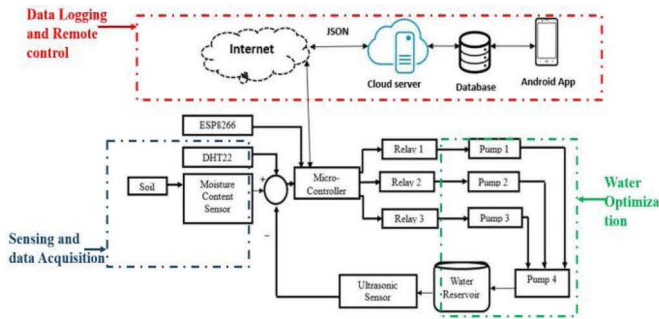 Data Logging
and Remote
control
JSON
Internet
Cloud server
Database
Android App
ESP8266
DHT22
Soil
Moisture
Content
Sensor
+
−
Micro-
Controller
Relay 1
Relay 2
Relay 3
Pump 1
Pump 2
Pump 3
Pump 4
Water
Reservoir
Ultrasonic
Sensor
Sensing and
data Acquisition
Water
Optimiza
tion